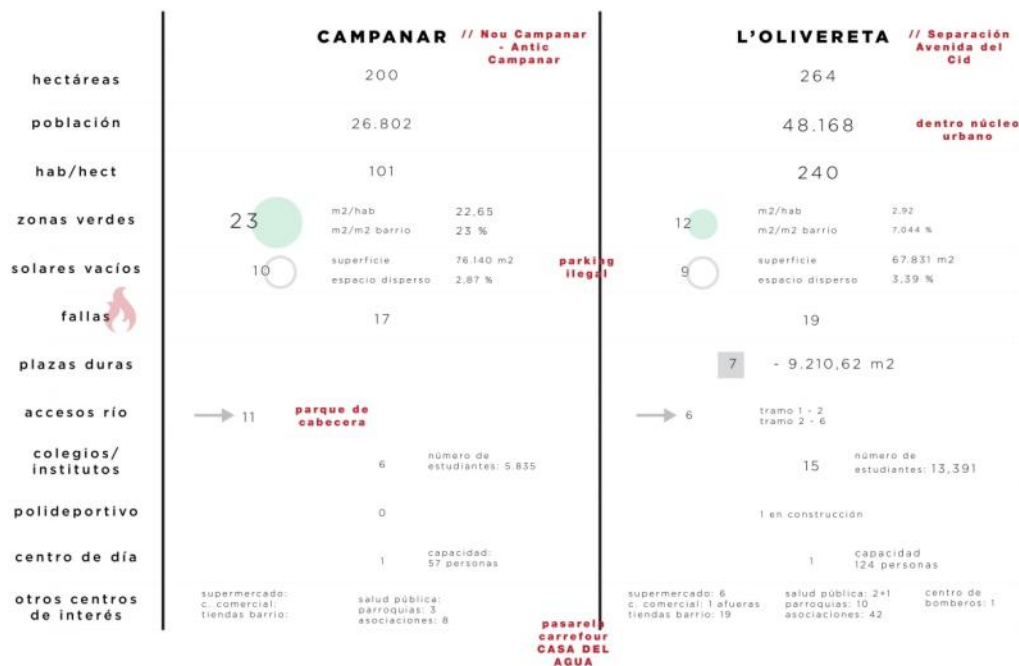 CAMPANAR
// Nou Campanar
- Antic
Campanar
L'OLIVERETA
// Separación
Avenida del
Cid
hectáreas
200
264
población
26.802
48.168
dentro núcleo
urbano
hab/hect
101
240
zonas verdes
23
m2/hab 22,65
m2/m2 barrio 23 %
12
m2/hab 2,92
m2/m2 barrio 7,044 %
solares vacíos
10
superficie 76.140 m2
espacio disperso 2,87 %
parking
ilegal
9
superficie 67.831 m2
espacio disperso 3,39 %
fallas
17
19
plazas duras
7
- 9.210,62 m2
accesos río
11
parque de
cabecera
6
tramo 1 - 2
tramo 2 - 6
colegios/
institutos
6
número de
estudiantes: 5.835
15
número de
estudiantes: 13,391
polideportivo
0
1 en construcción
centro de día
1
capacidad:
57 personas
1
capacidad
124 personas
otros centros
de interés
supermercado:
c. comercial:
tiendas barrio:
salud pública:
parroquias: 3
asociaciones: 8
supermercado: 6
c. comercial: 1 afueras
tiendas barrio: 19
salud pública: 2+1
parroquias: 10
asociaciones: 42
centro de
bomberos: 1
pasarela
carrefour
CASA DEL
AGUA